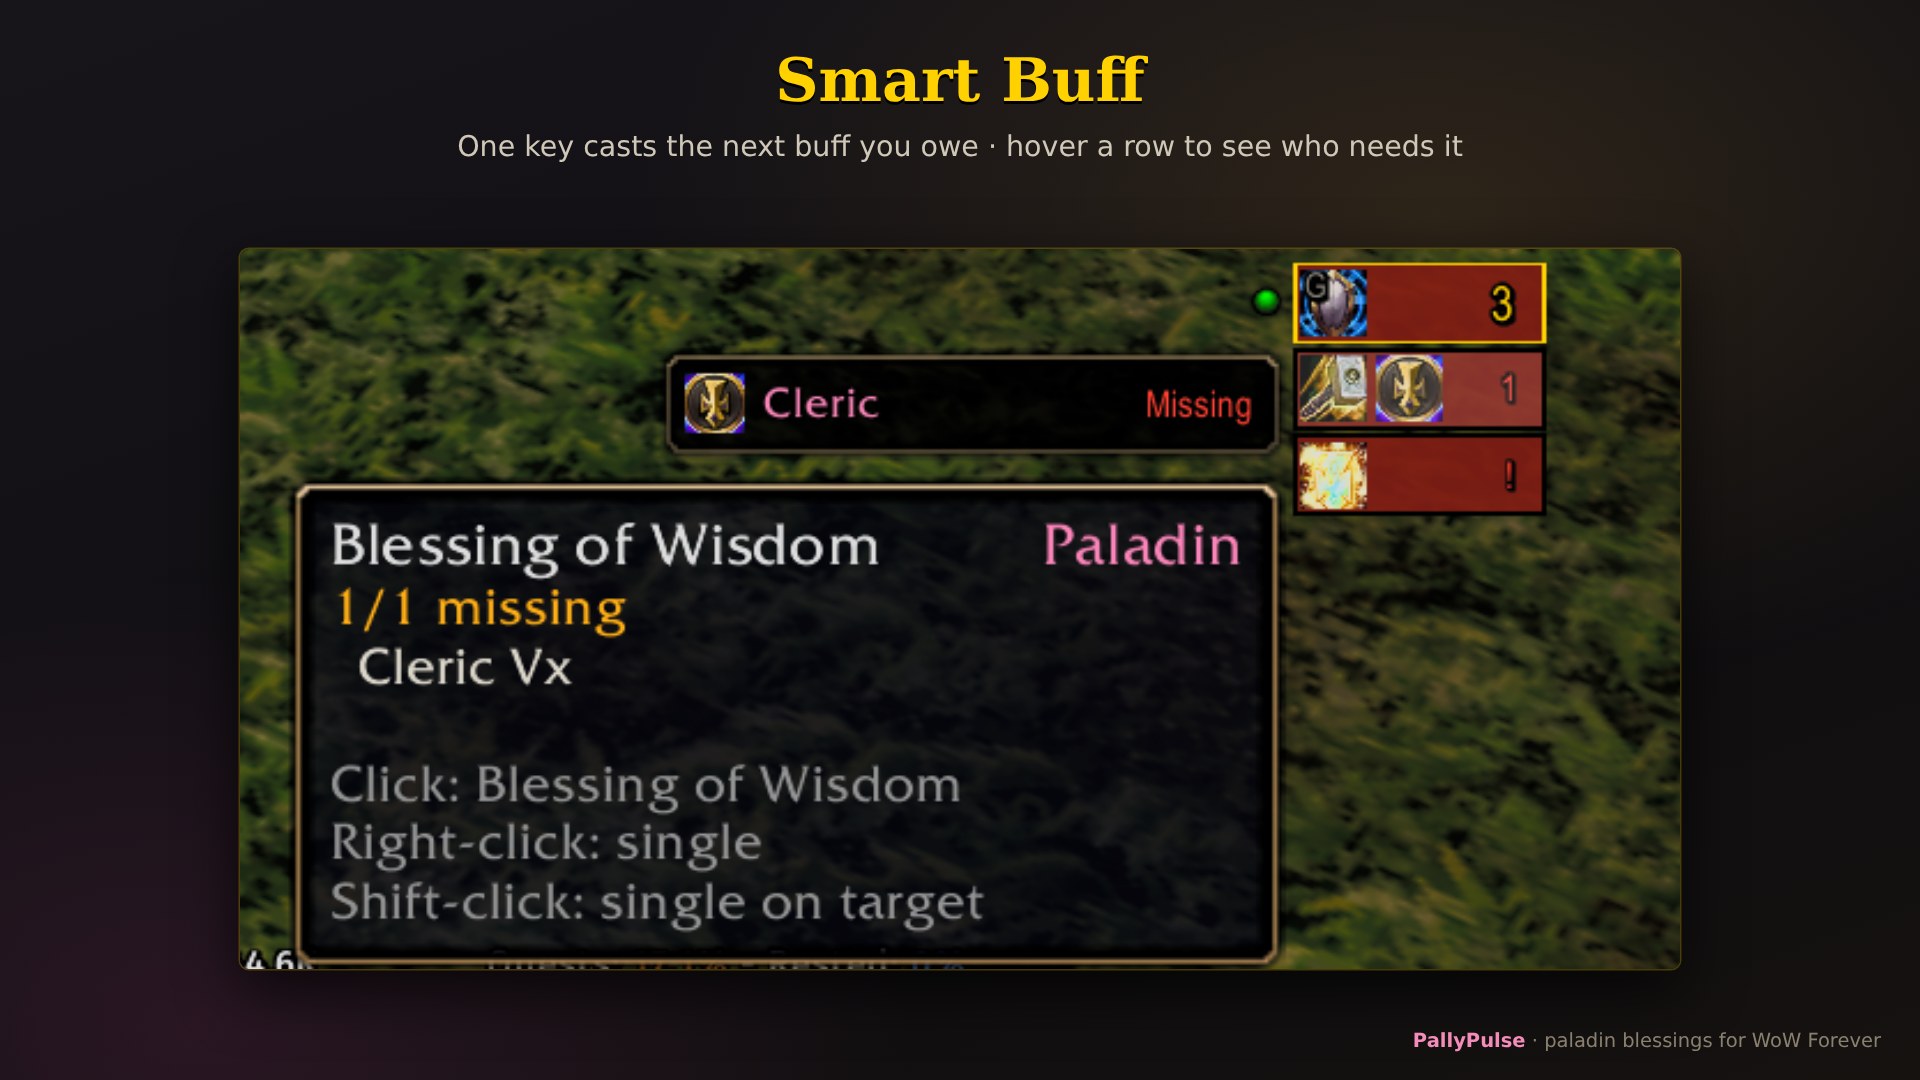 Smart Buff
One key casts the next buff you owe · hover a row to see who needs it
G 3
Cleric Missing
1
!
Blessing of Wisdom Paladin
1/1 missing
Cleric Vx
Click: Blessing of Wisdom
Right-click: single
Shift-click: single on target
4.6
PallyPulse · paladin blessings for WoW Forever